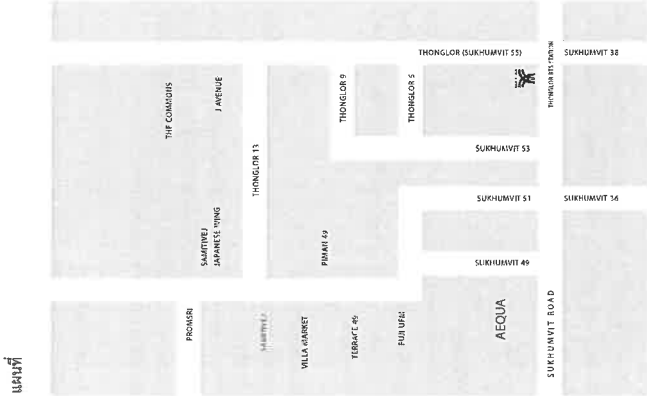 แผนที่
THONGLOR (SUKHUMVIT 55)
SUKHUMVIT 38
THONGLOR BTS STATION
THE COMMONS
J AVENUE
THONGLOR 9
THONGLOR 5
THONGLOR 13
SUKHUMVIT 53
SUKHUMVIT 51
SUKHUMVIT 36
SAMITIVEJ
JAPANESE WING
PIMAN 49
SUKHUMVIT 49
PROMSRI
SAMITIVEJ
VILLA MARKET
TERRACE 49
FUJI UFM
AEQUA
SUKHUMVIT ROAD